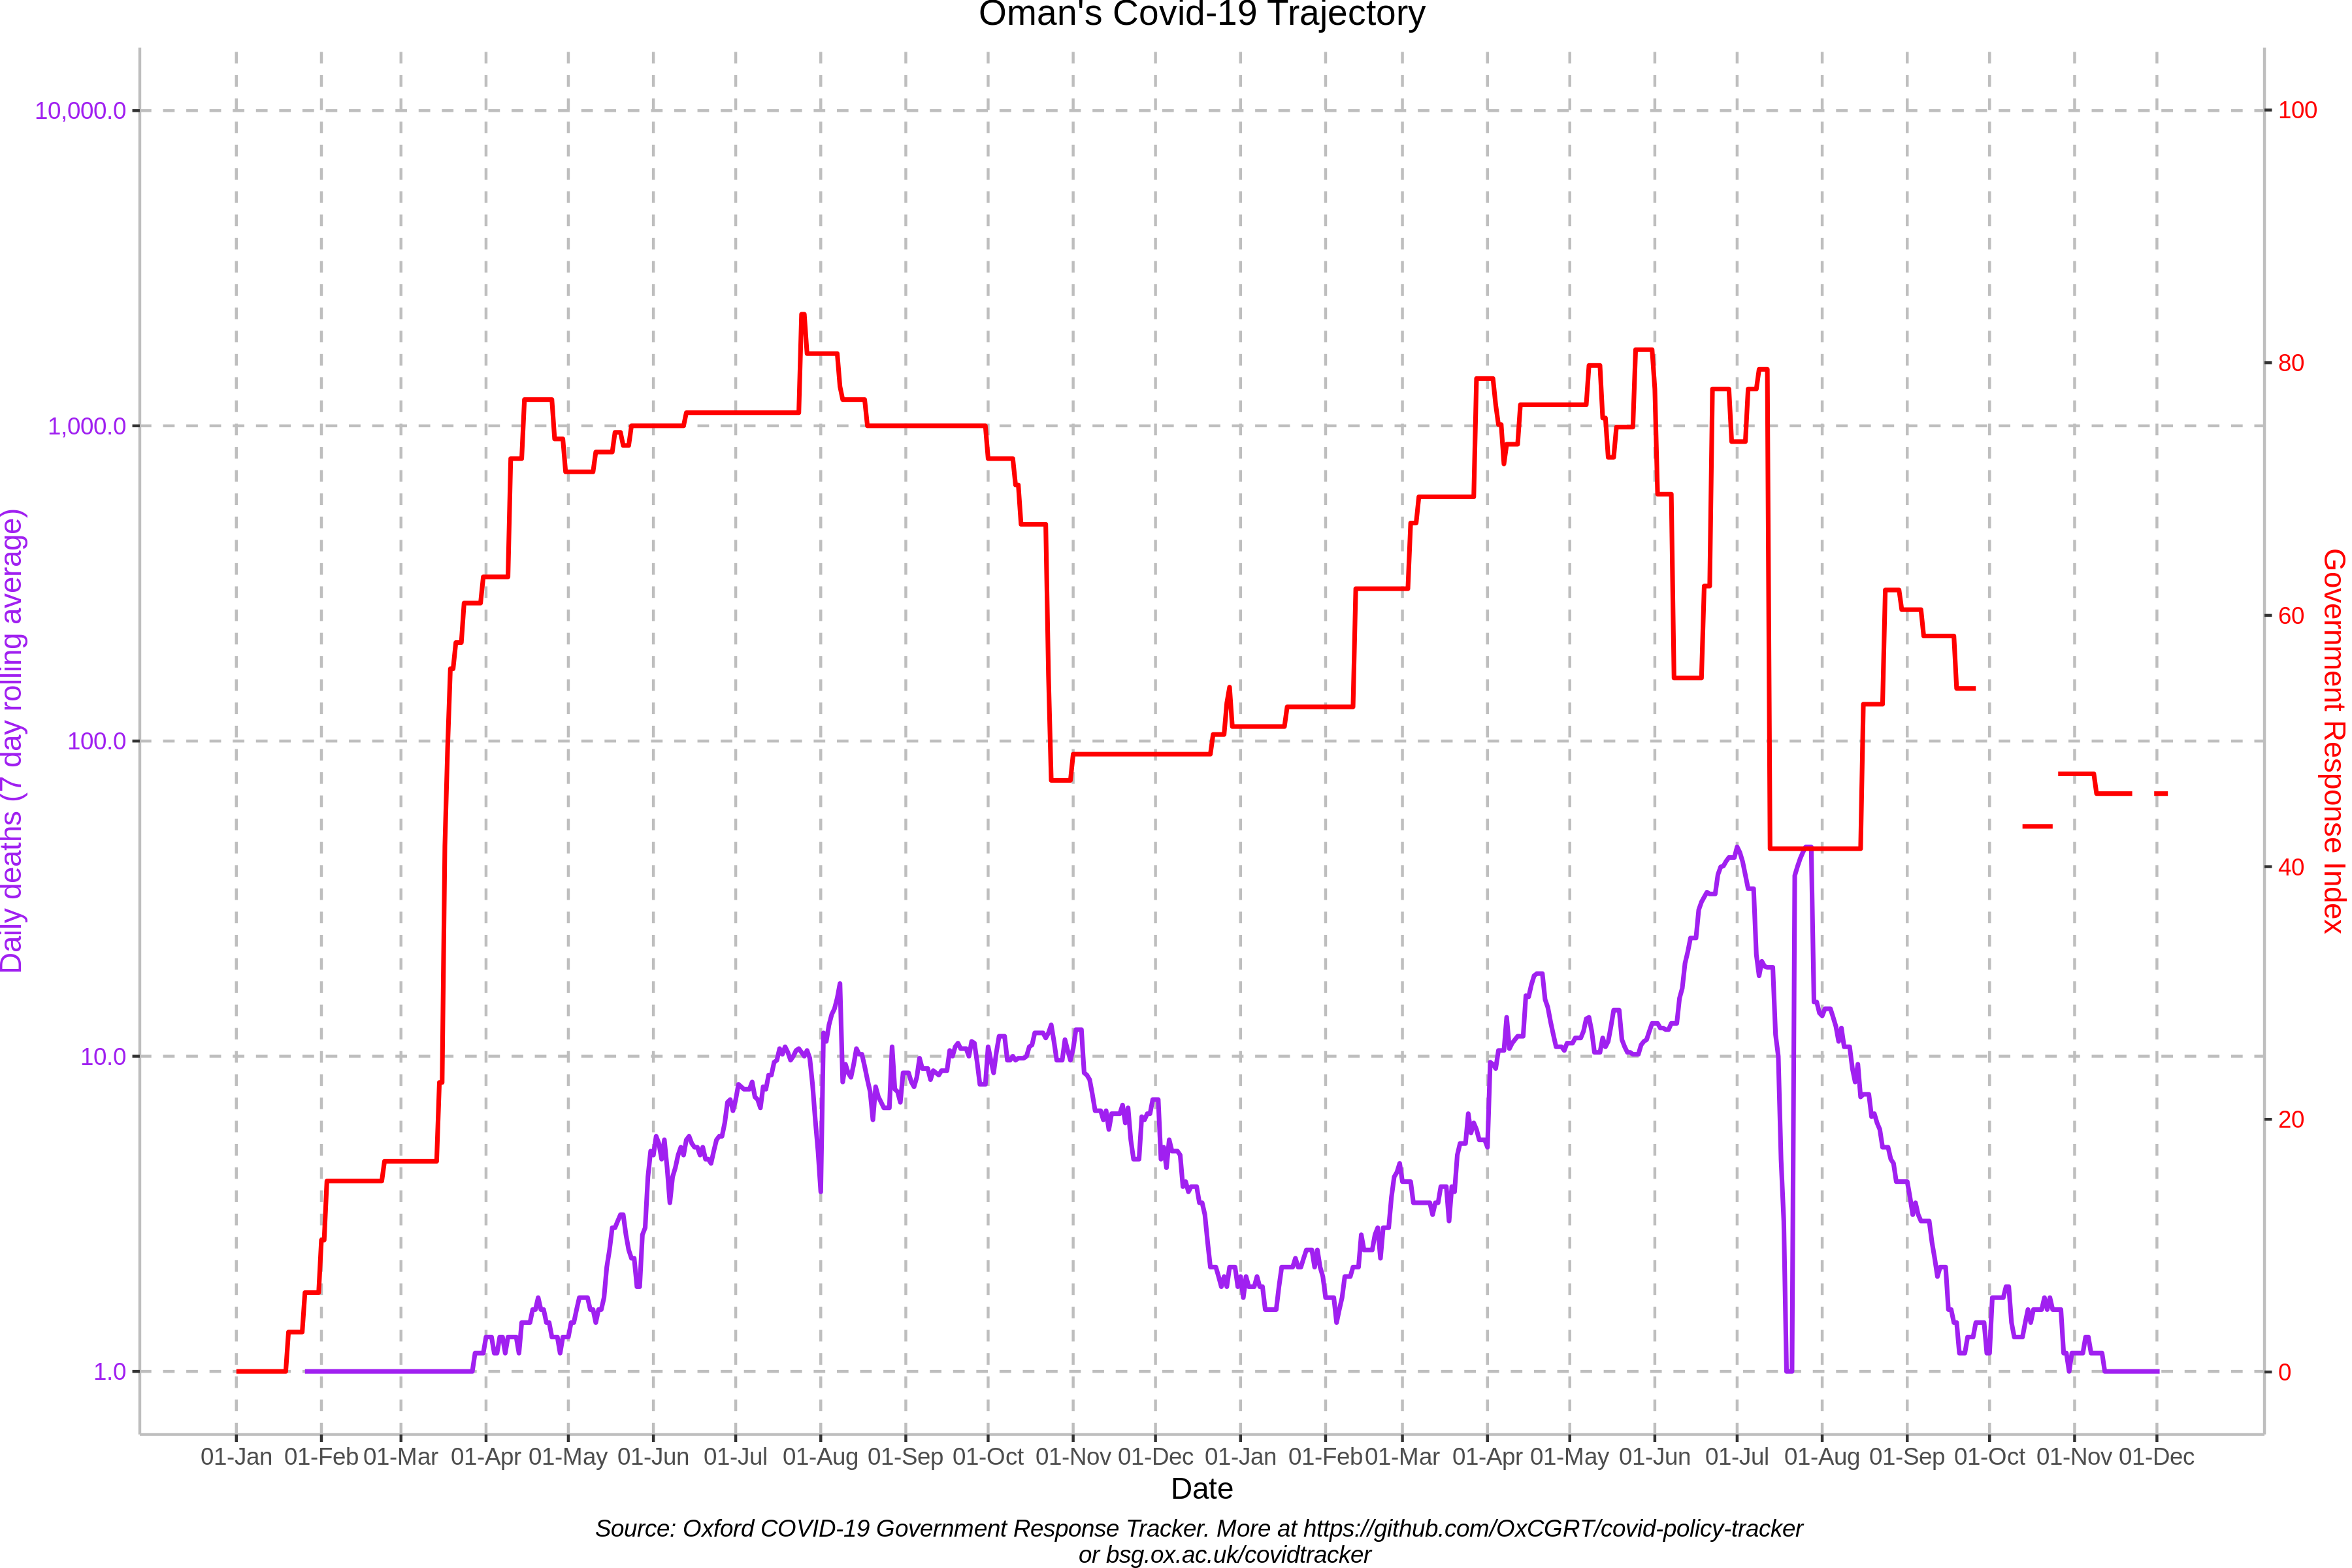 Oman's Covid-19 Trajectory
10,000.0
1,000.0
100.0
10.0
1.0
Daily deaths (7 day rolling average)
100
80
60
40
20
0
Government Response Index
01-Jan 01-Feb 01-Mar 01-Apr 01-May 01-Jun 01-Jul 01-Aug 01-Sep 01-Oct 01-Nov 01-Dec 01-Jan 01-Feb 01-Mar 01-Apr 01-May 01-Jun 01-Jul 01-Aug 01-Sep 01-Oct 01-Nov 01-Dec
Date
Source: Oxford COVID-19 Government Response Tracker. More at https://github.com/OxCGRT/covid-policy-tracker
or bsg.ox.ac.uk/covidtracker